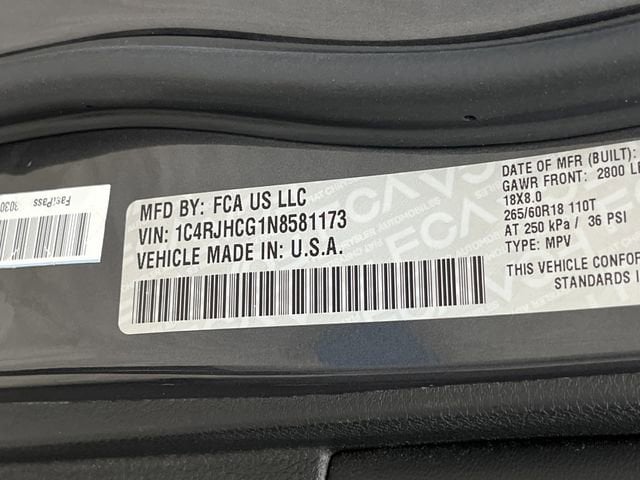 MFD BY: FCA US LLC
VIN: 1C4RJHCG1N8581173
VEHICLE MADE IN: U.S.A.
DATE OF MFR (BUILT):
GAWR FRONT: 2800 L
18X8.0
265/60R18 110T
AT 250 kPa / 36 PSI
TYPE: MPV
THIS VEHICLE CONFOR
STANDARDS I
FastPass